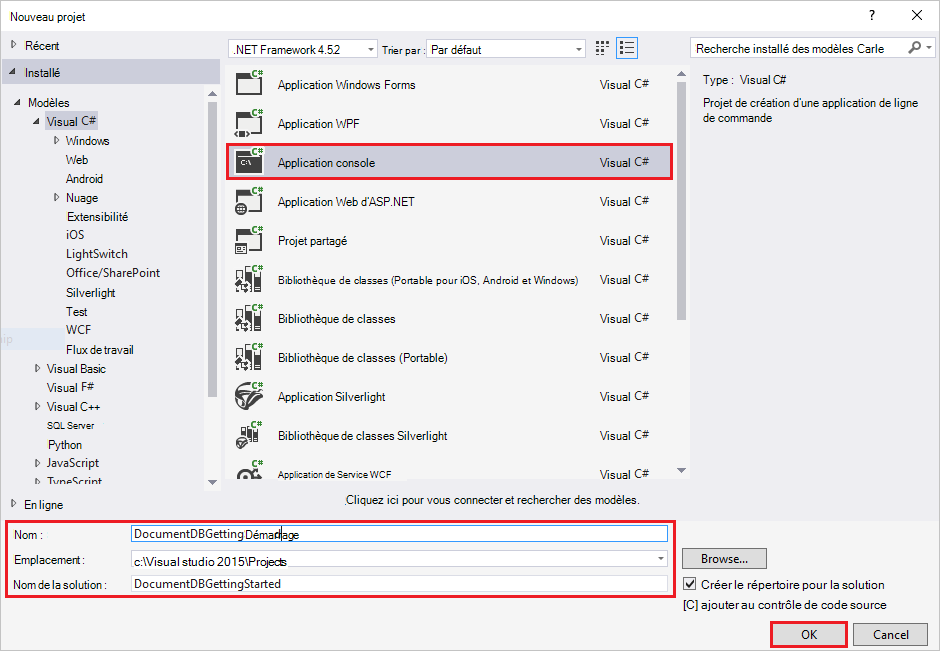 Nouveau projet
? 
Récent
.NET Framework 4.5.2
Trier par :
Par défaut
Recherche installé des modèles Carle
Installé
Modèles
Visual C#
Windows
Web
Android
Nuage
Extensibilité
iOS
LightSwitch
Office/SharePoint
Silverlight
Test
WCF
Flux de travail
Visual Basic
Visual F#
Visual C++
SQL Server
Python
JavaScript
TypeScript
En ligne
Application Windows Forms Visual C#
Application WPF Visual C#
Application console Visual C#
Application Web d'ASP.NET Visual C#
Projet partagé Visual C#
Bibliothèque de classes (Portable pour iOS, Android et Windows) Visual C#
Bibliothèque de classes Visual C#
Bibliothèque de classes (Portable) Visual C#
Application Silverlight Visual C#
Bibliothèque de classes Silverlight Visual C#
Application de Service WCF Visual C#
Cliquez ici pour vous connecter et rechercher des modèles.
Type : Visual C#
Projet de création d'une application de ligne
de commande
Nom : DocumentDBGetting Démarrage
Emplacement : c:\Visual studio 2015\Projects
Nom de la solution : DocumentDBGettingStarted
Browse...
Créer le répertoire pour la solution
[C] ajouter au contrôle de code source
OK
Cancel